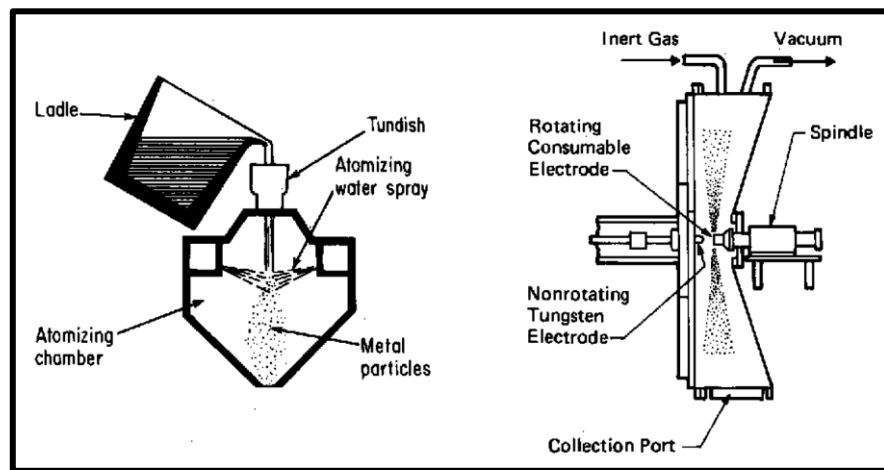 Ladle
Tundish
Atomizing
water spray
Atomizing
chamber
Metal
particles
Inert Gas
Vacuum
Rotating
Consumable
Electrode
Spindle
Nonrotating
Tungsten
Electrode
Collection Port